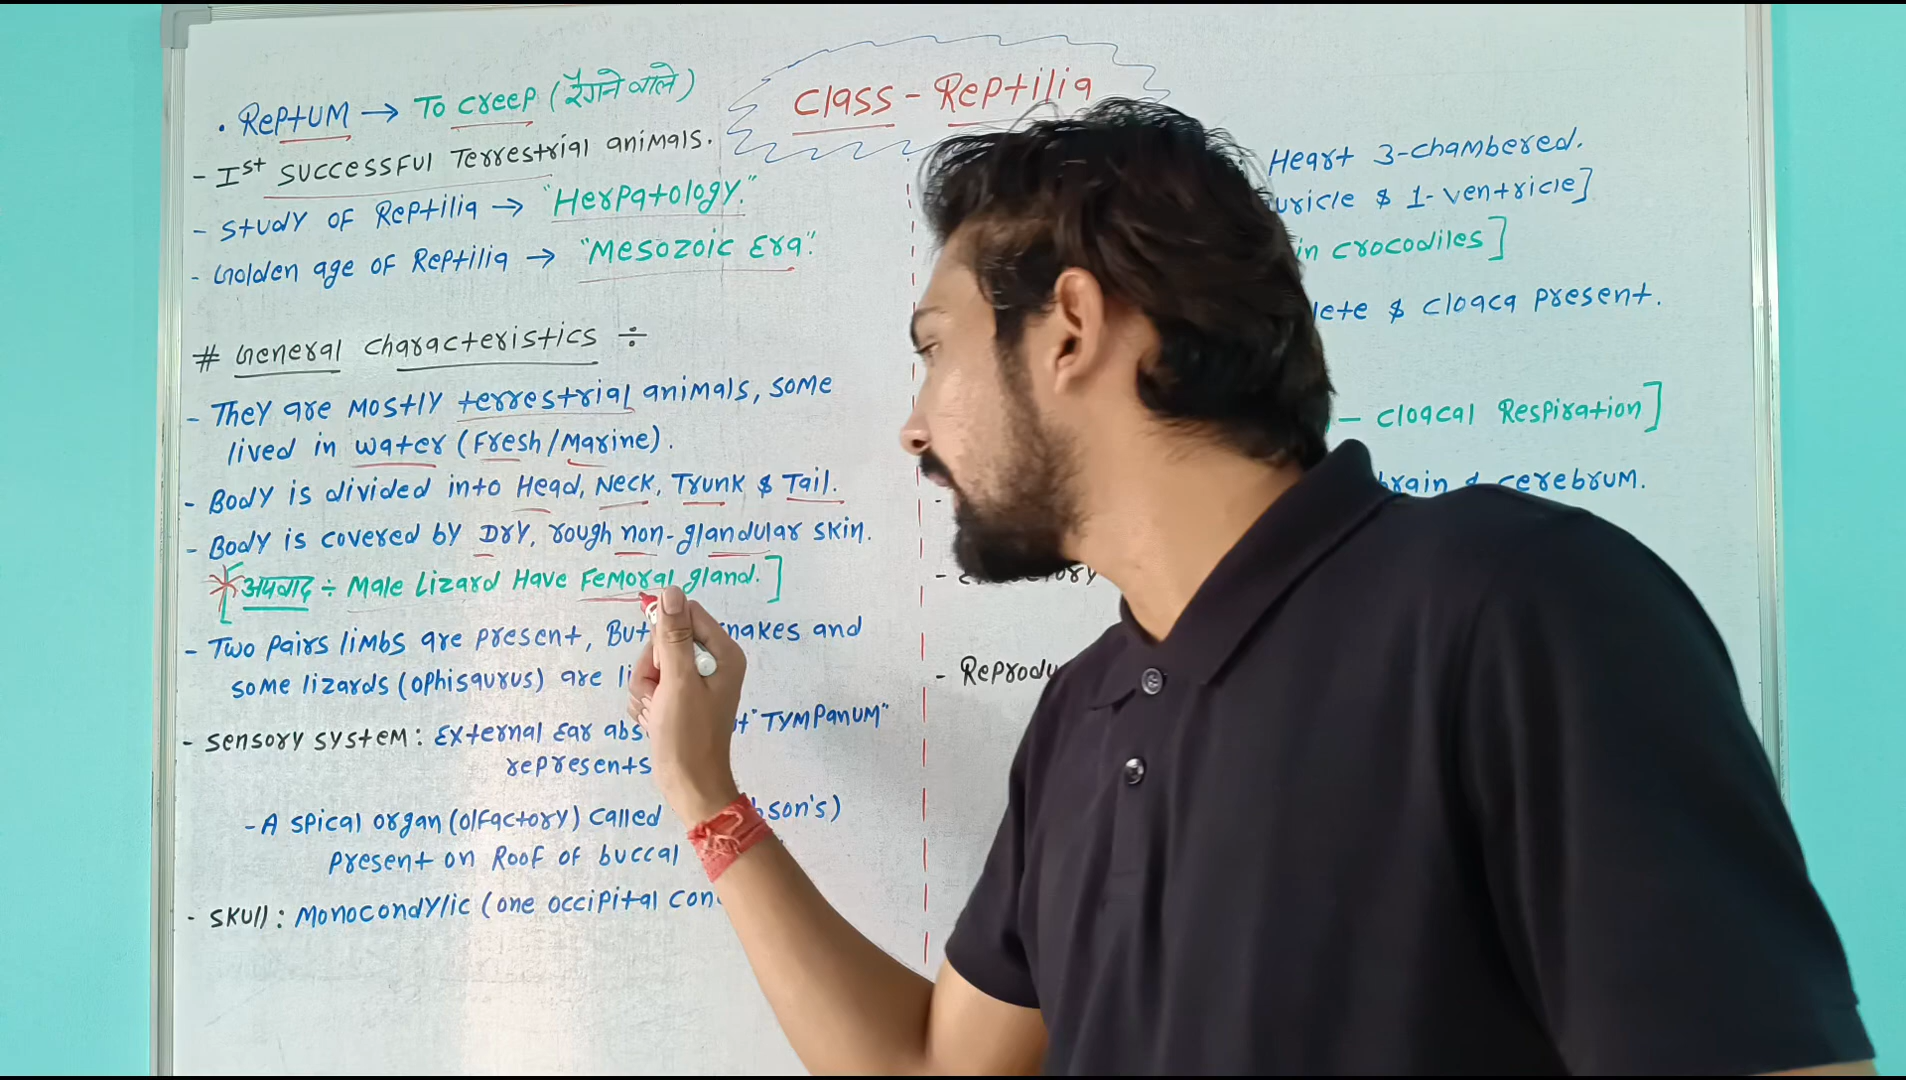 Class - Reptilia
. Reptum → To creep (रेंगने वाले)
- Ist successful Terrestrial animals.
- study of Reptilia → "Herpatology."
- Golden age of Reptilia → "Mesozoic Era".
# General characteristics ÷
- They are mostly terrestrial animals, some
lived in water (Fresh/Marine).
- Body is divided into Head, Neck, Trunk & Tail.
- Body is covered by Dry, rough non-glandular skin.
* [अपवाद ÷ Male Lizard Have Femoral gland.]
- Two pairs limbs are present, But and
some lizards (ophisaurus) are
- sensory system: External Ear "TYMPanum"
represents
- A spical organ (olfactory) called
present on Roof of buccal
- skull: Monocondylic (one occipital
Heart 3-chambered.
& 1-ventricle]
in crocodiles]
& cloaca present.
- cloacal Respiration]
& cerebrum.
-
-
-